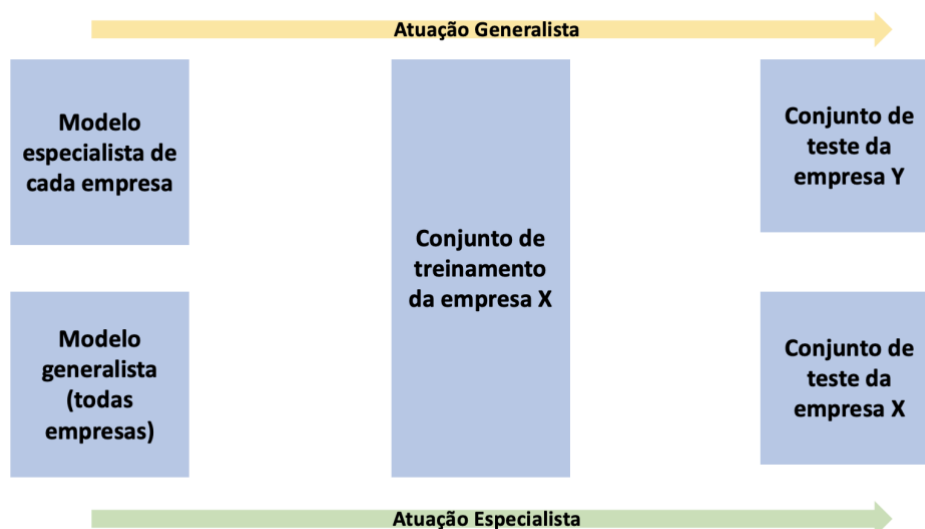 Atuação Generalista
Modelo
especialista de
cada empresa
Modelo
generalista
(todas
empresas)
Conjunto de
treinamento
da empresa X
Conjunto de
teste da
empresa Y
Conjunto de
teste da
empresa X
Atuação Especialista